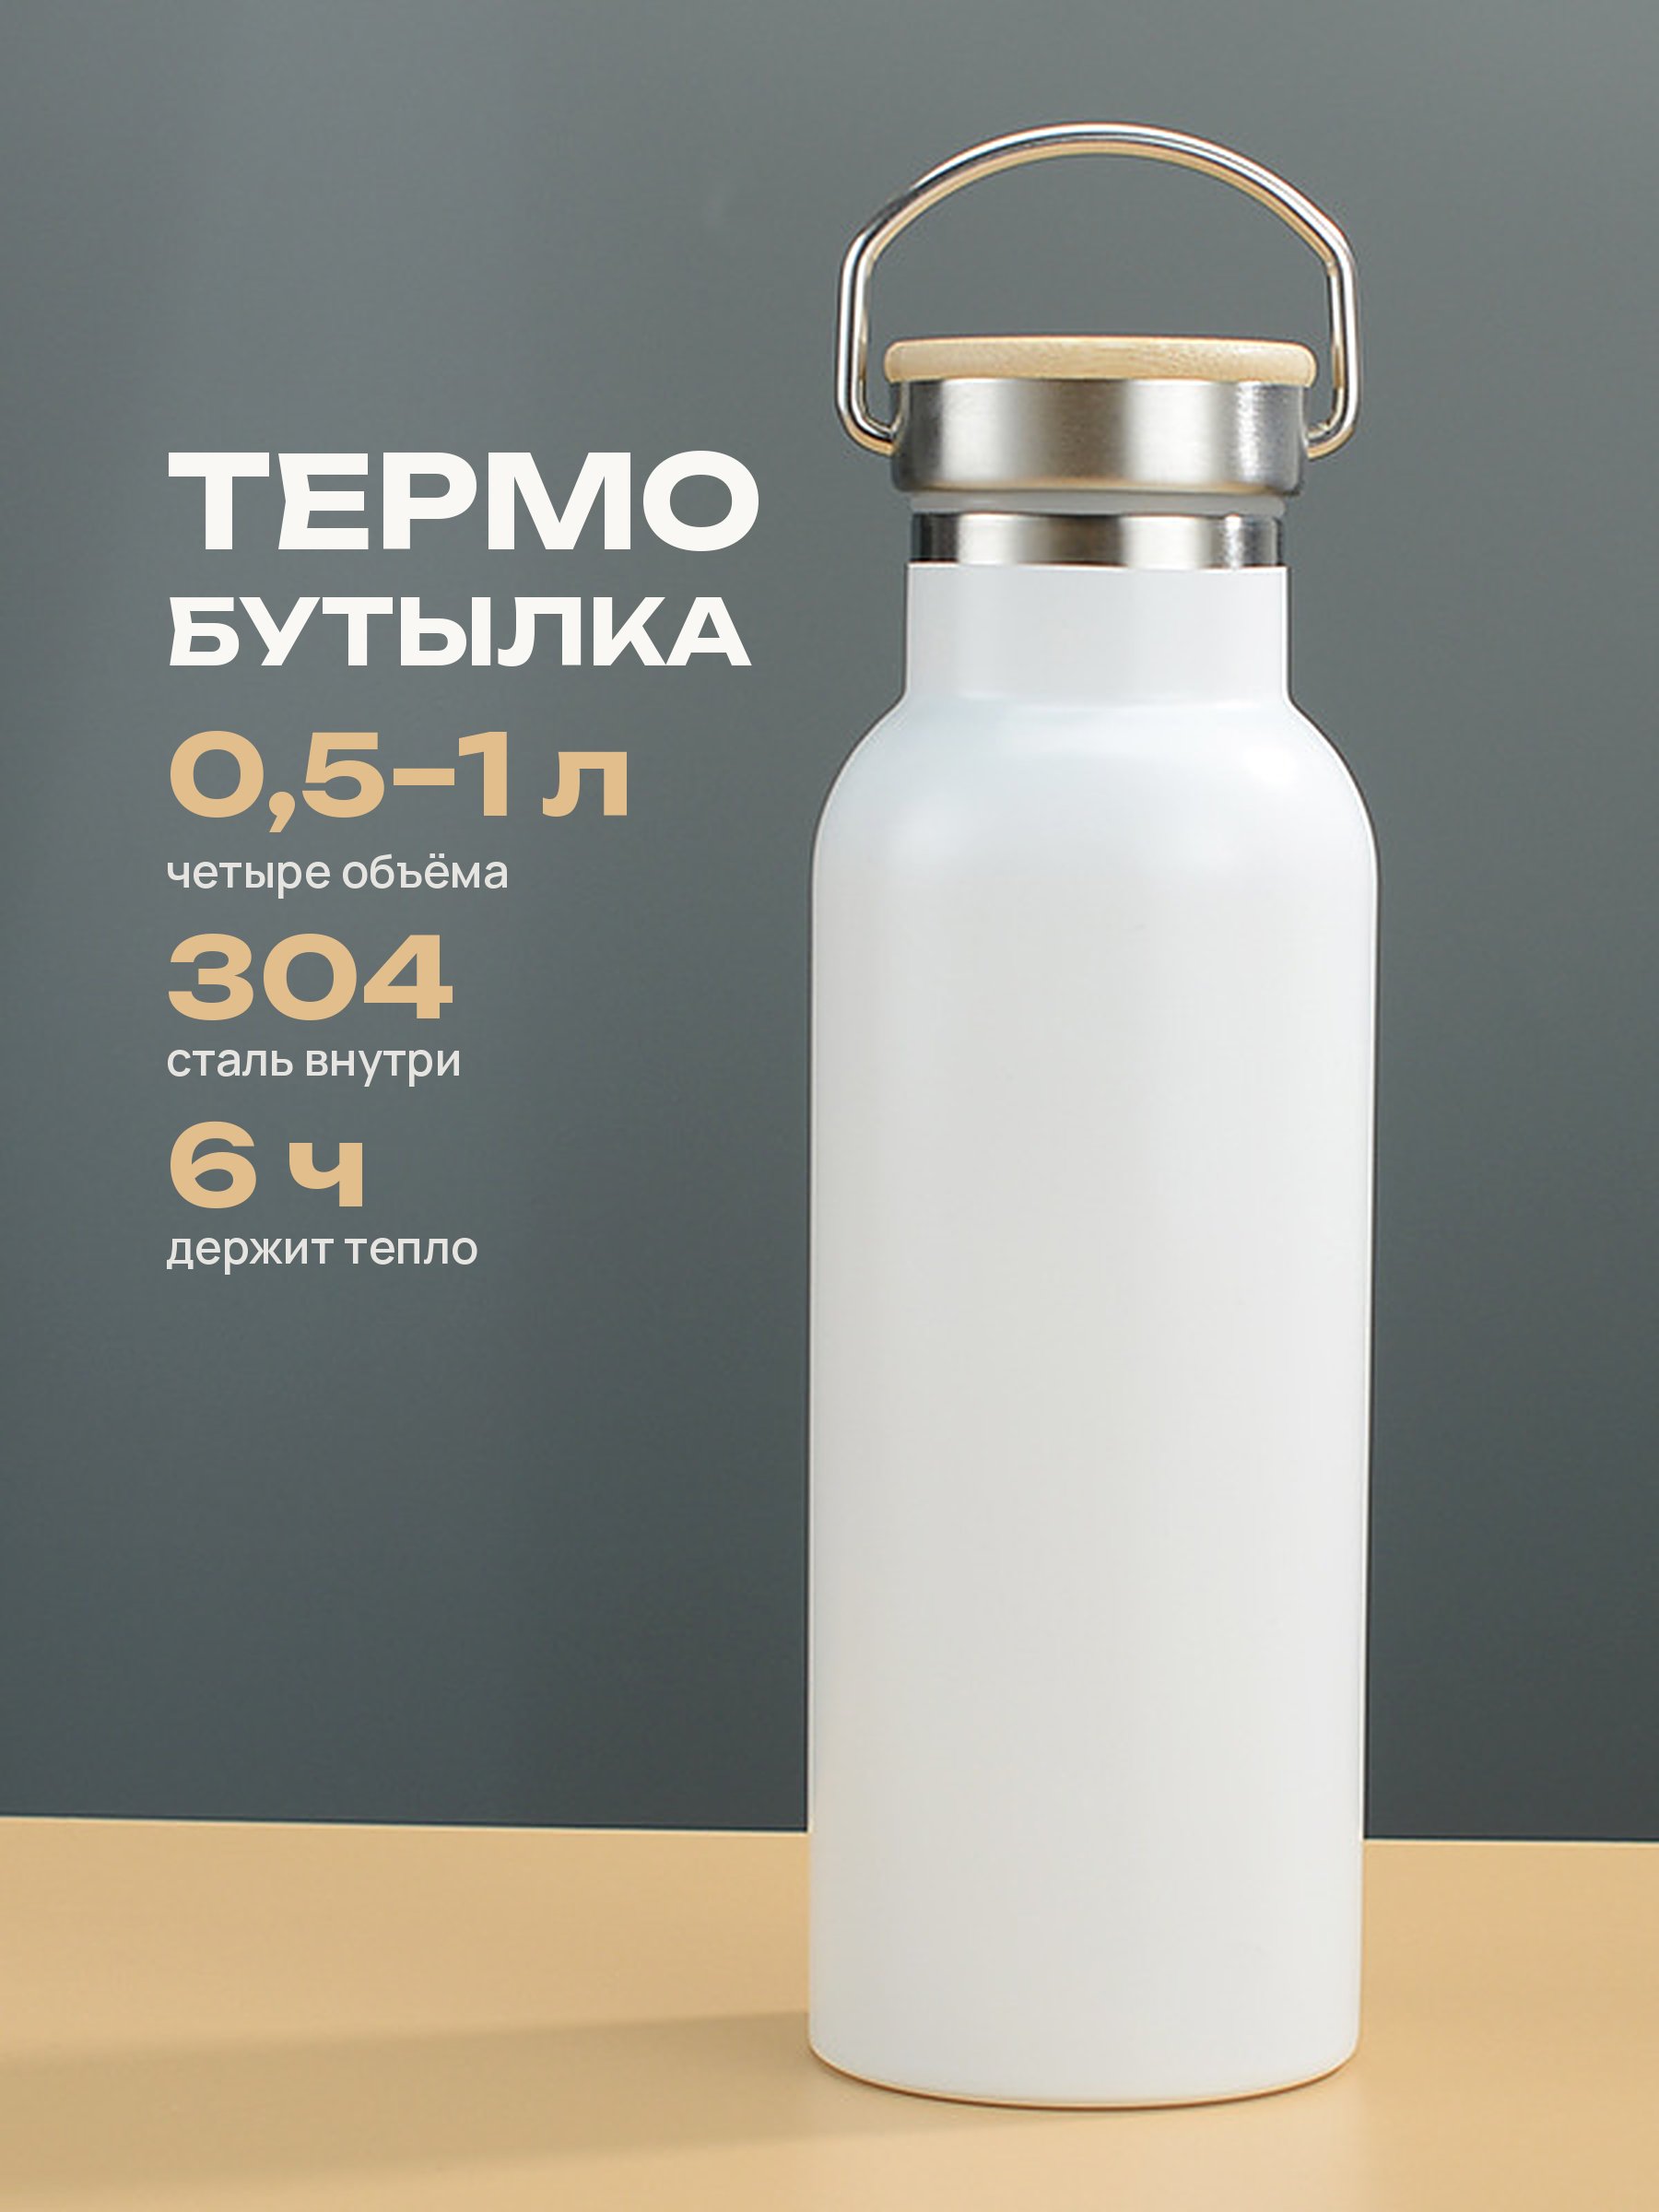 ТЕРМО
БУТЫЛКА
0,5–1 л
четыре объёма
304
сталь внутри
6 ч
держит тепло